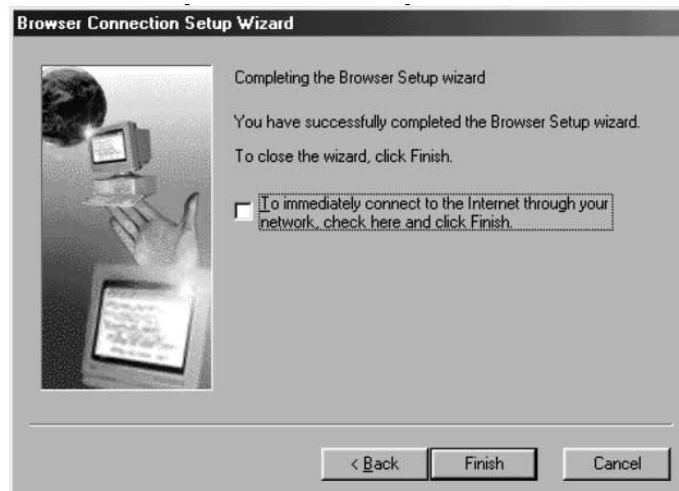 Browser Connection Setup Wizard
Completing the Browser Setup wizard
You have successfully completed the Browser Setup wizard.
To close the wizard, click Finish.
To immediately connect to the Internet through your
network, check here and click Finish.
< Back
Finish
Cancel